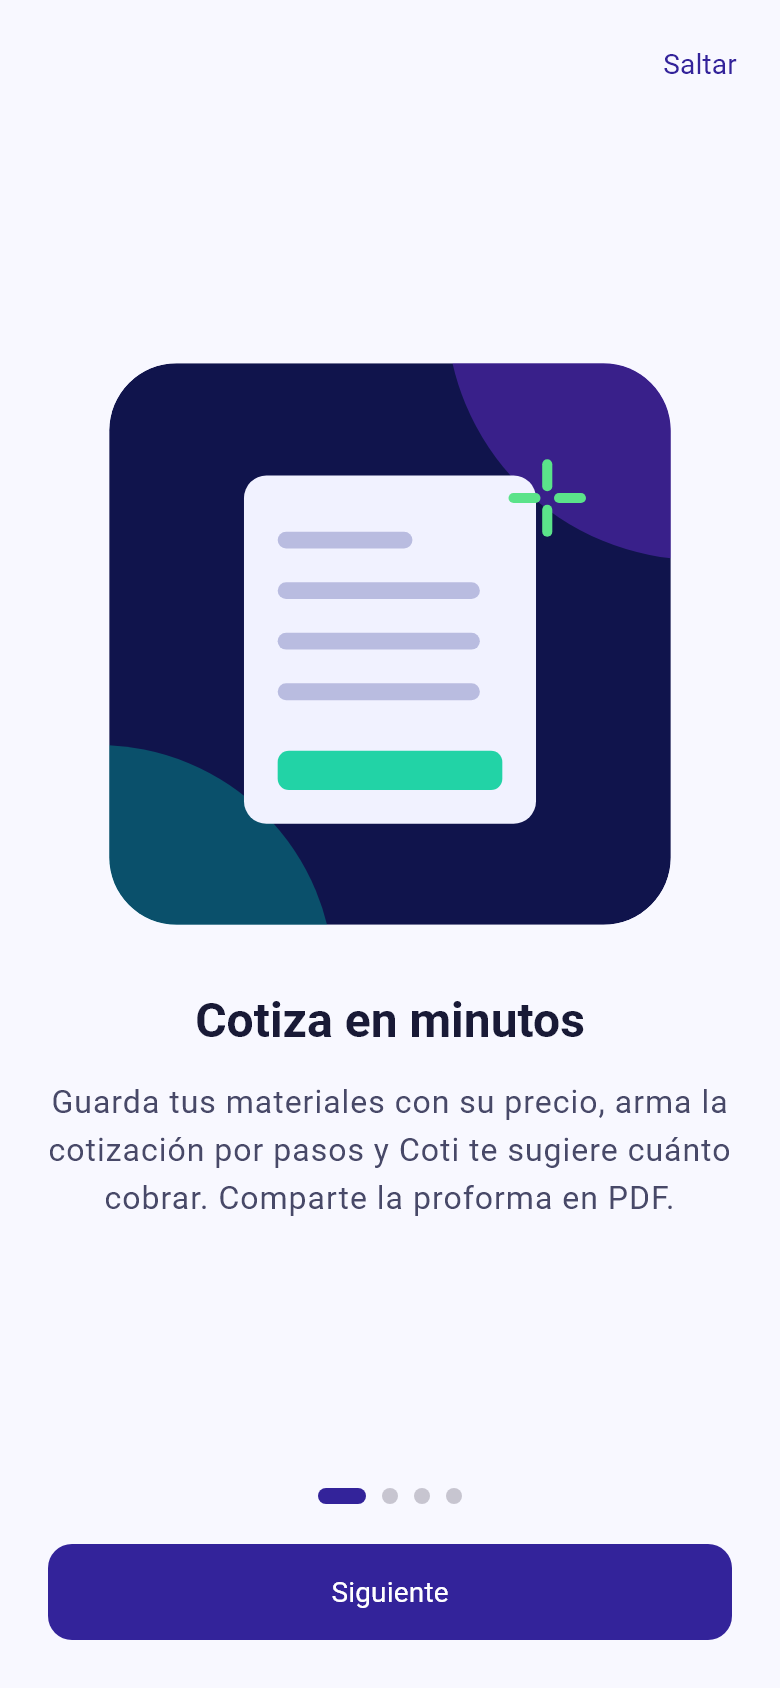 Saltar
Cotiza en minutos
Guarda tus materiales con su precio, arma la
cotización por pasos y Coti te sugiere cuánto
cobrar. Comparte la proforma en PDF.
Siguiente